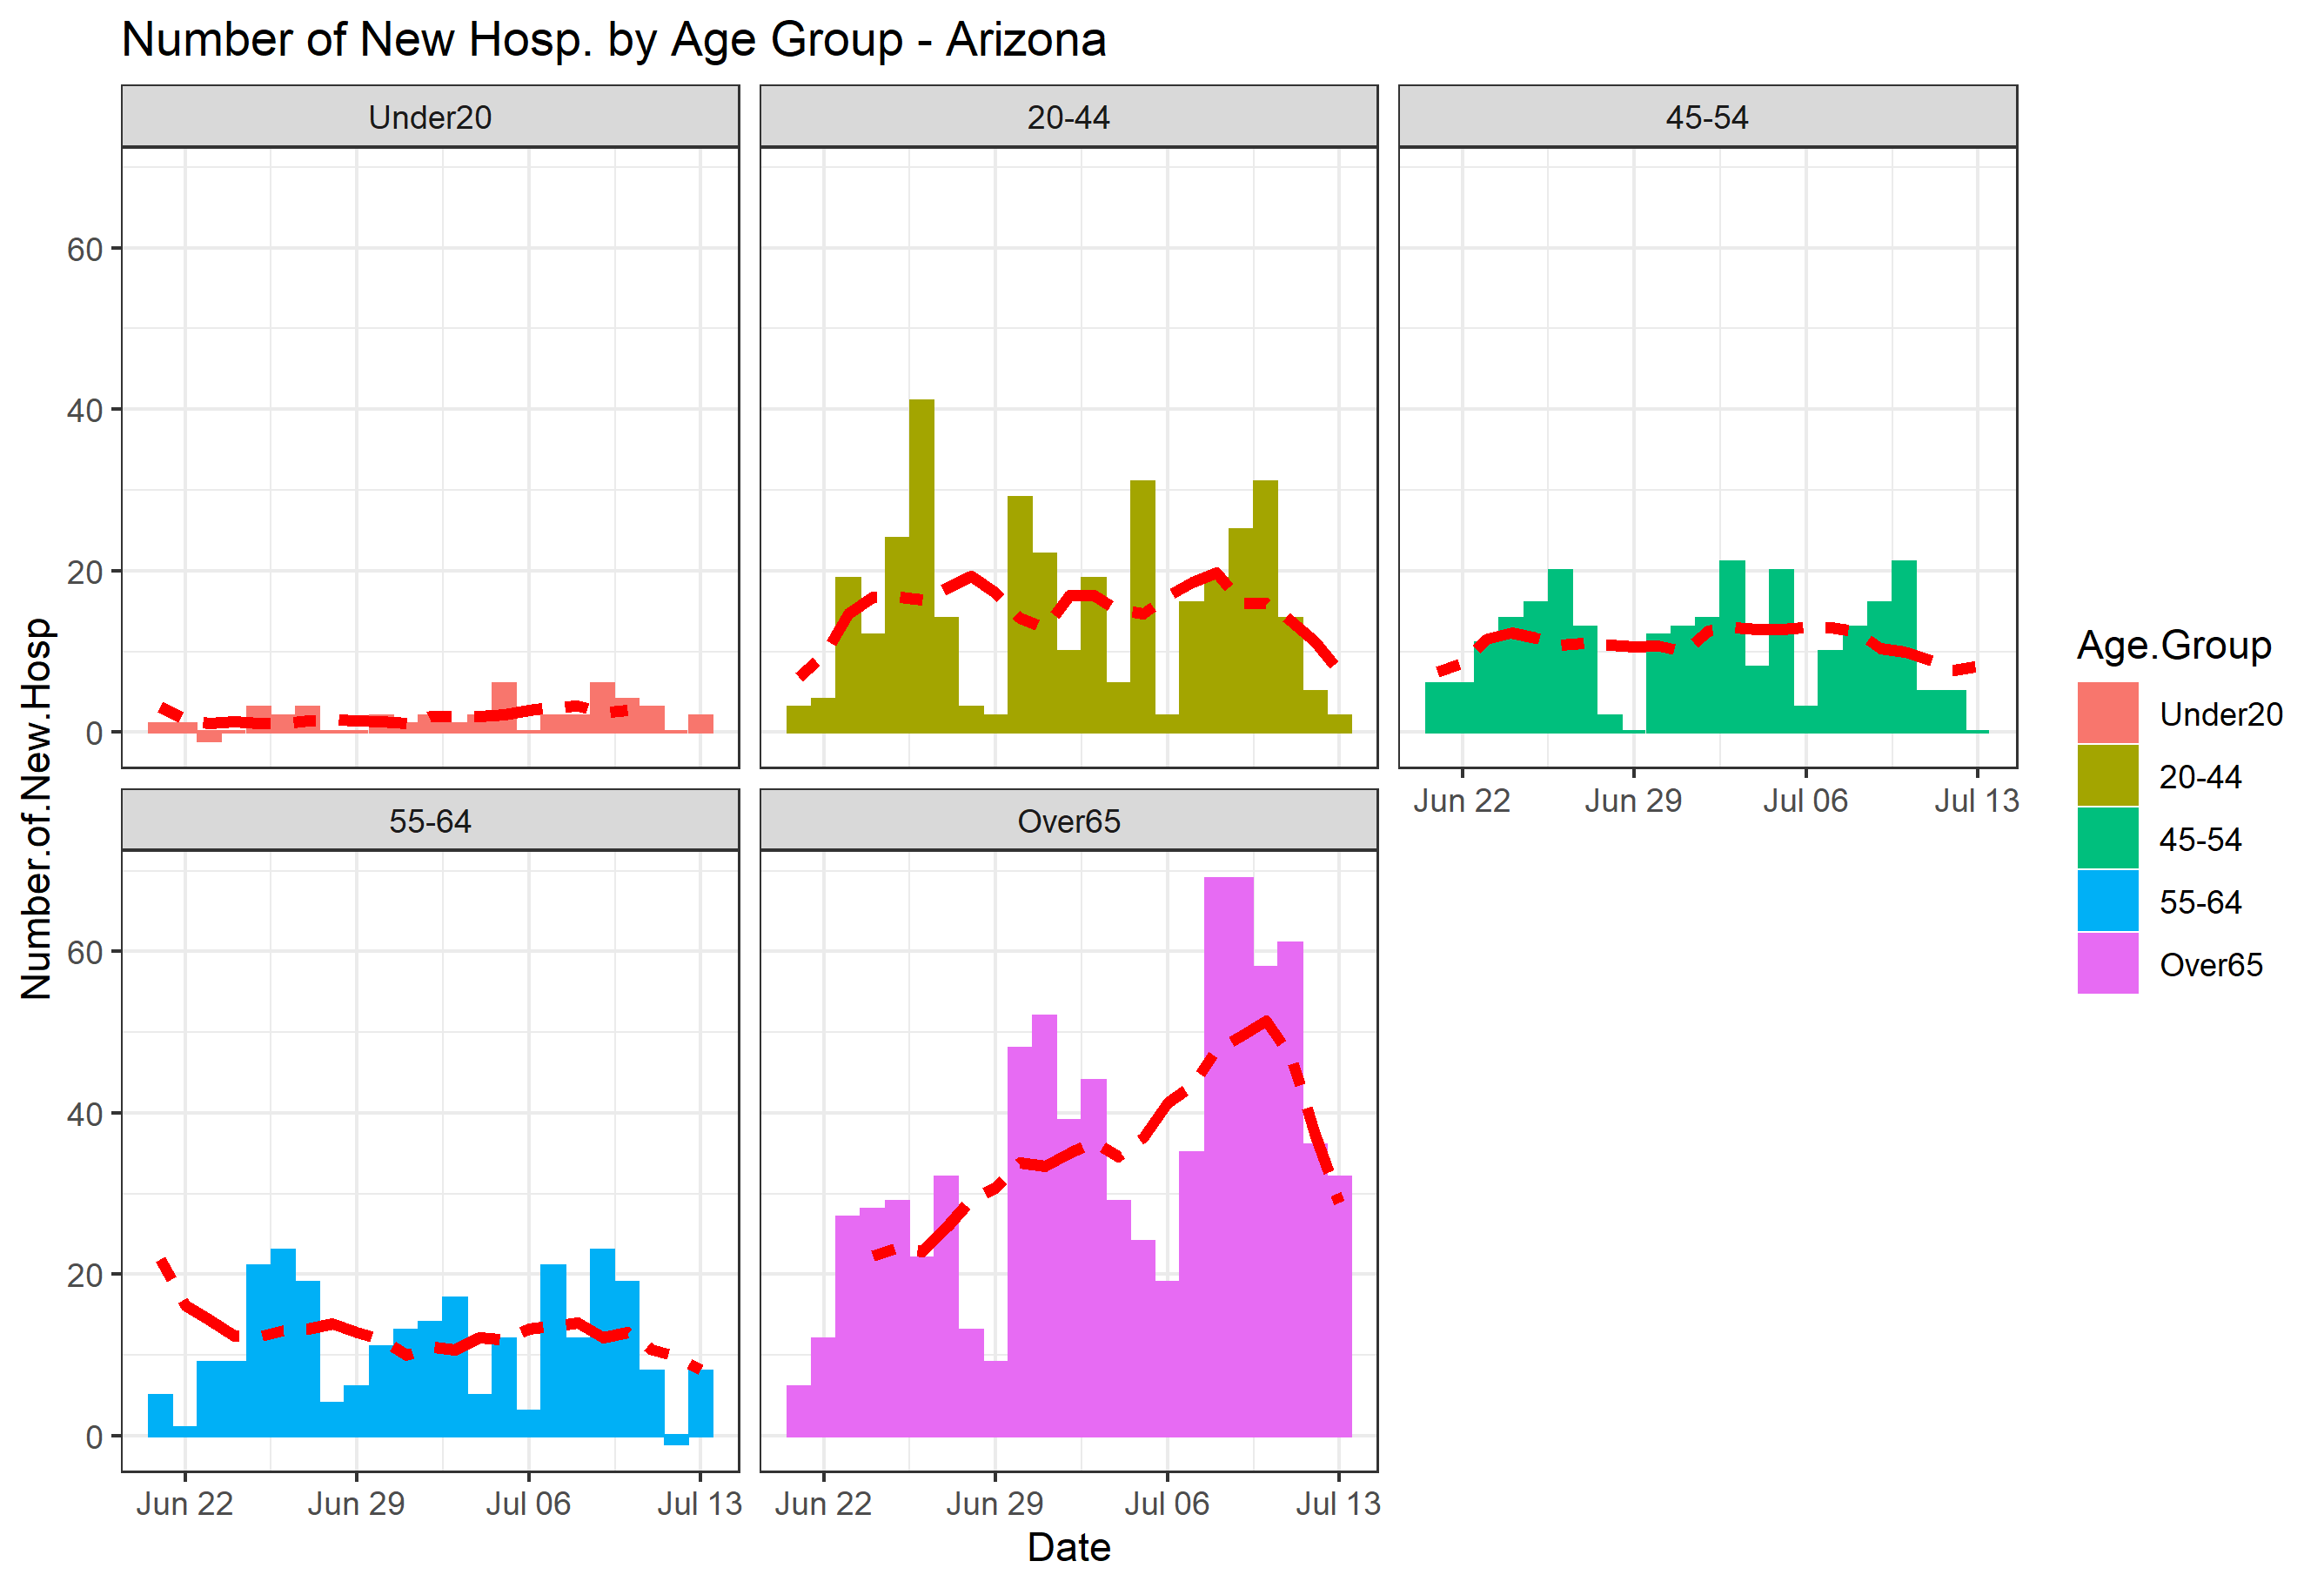 Number of New Hosp. by Age Group - Arizona
Under20
20-44
45-54
60
40
20
0
Jun 22
Jun 29
Jul 06
Jul 13
55-64
Over65
60
40
20
0
Jun 22
Jun 29
Jul 06
Jul 13
Jun 22
Jun 29
Jul 06
Jul 13
Number.of.New.Hosp
Date
Age.Group
Under20
20-44
45-54
55-64
Over65